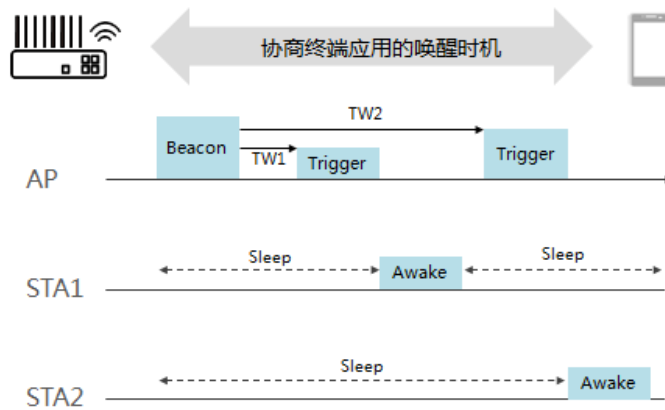 协商终端应用的唤醒时机
TW2
Beacon
TW1
Trigger
Trigger
AP
Sleep
Awake
Sleep
STA1
Sleep
Awake
STA2